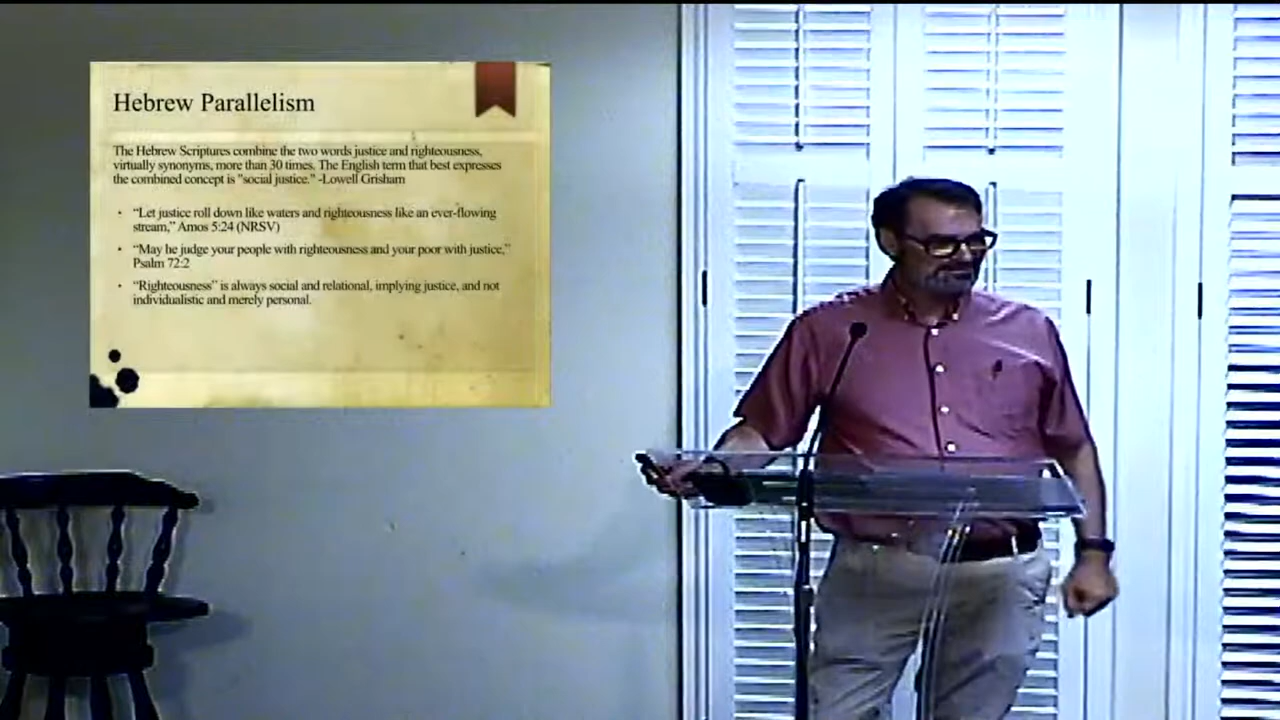 Hebrew Parallelism
The Hebrew Scriptures combine the two words justice and righteousness,
virtually synonyms, more than 30 times. The English term that best expresses
the combined concept is "social justice." -Lowell Grisham
• “Let justice roll down like waters and righteousness like an ever-flowing
stream,” Amos 5:24 (NRSV)
• “May he judge your people with righteousness and your poor with justice,”
Psalm 72:2
• “Righteousness” is always social and relational, implying justice, and not
individualistic and merely personal.